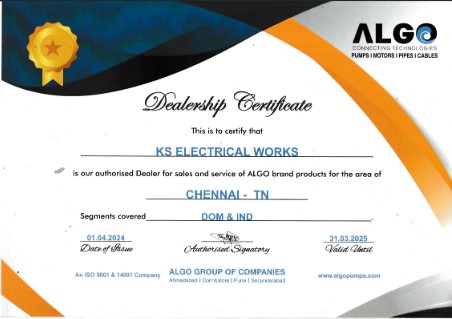 ALGO
CONNECTING TECHNOLOGIES
PUMPS | MOTORS | PIPES | CABLES
Dealership Certificate
This is to certify that
KS ELECTRICAL WORKS
is our authorised Dealer for sales and service of ALGO brand products for the area of
CHENNAI - TN
Segments covered DOM & IND.
01.04.2024 31.03.2025
Date of Issue Authorised Signatory Valid Until
An ISO 9001 & 14001 Company ALGO GROUP OF COMPANIES www.algopumps.com
Ahmedabad | Coimbatore | Pune | Secunderabad